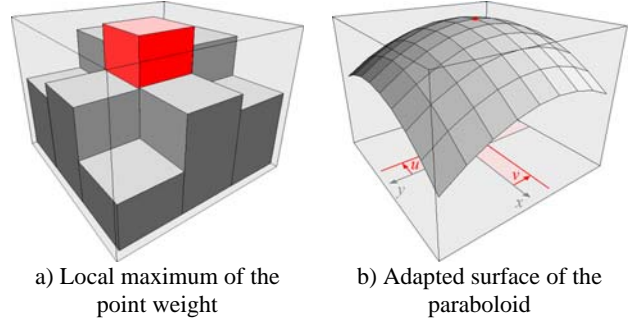 u
y
v
x
a) Local maximum of the
point weight
b) Adapted surface of the
paraboloid